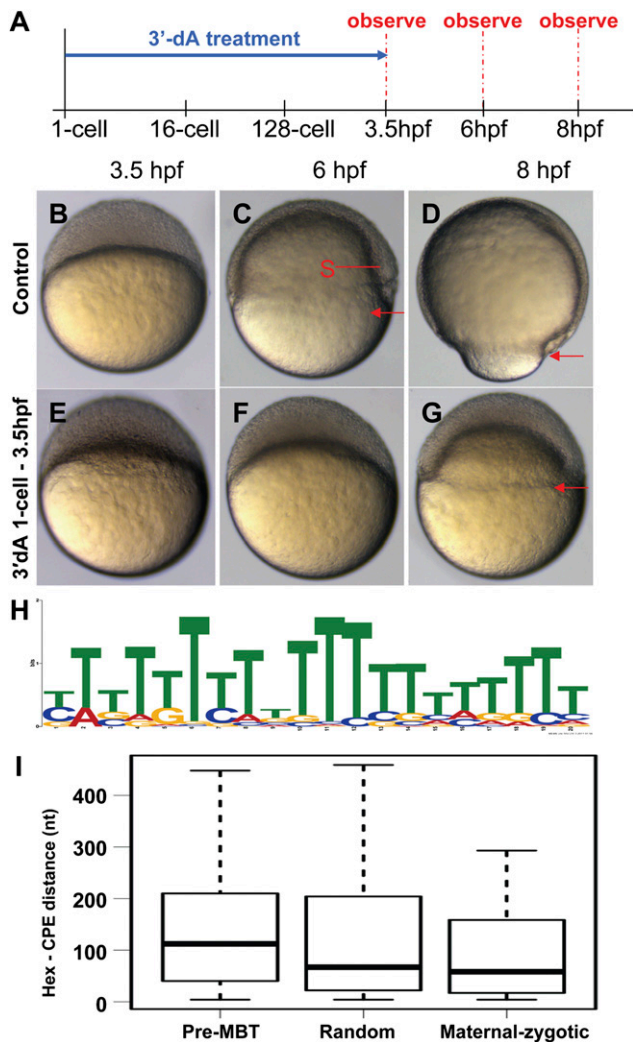 A
3'-dA treatment
observe observe observe
1-cell 16-cell 128-cell 3.5hpf 6hpf 8hpf
3.5 hpf 6 hpf 8 hpf
Control
B C D
S
3'dA 1-cell - 3.5hpf
E F G
H
I
Hex - CPE distance (nt)
400
300
200
100
0
Pre-MBT Random Maternal-zygotic